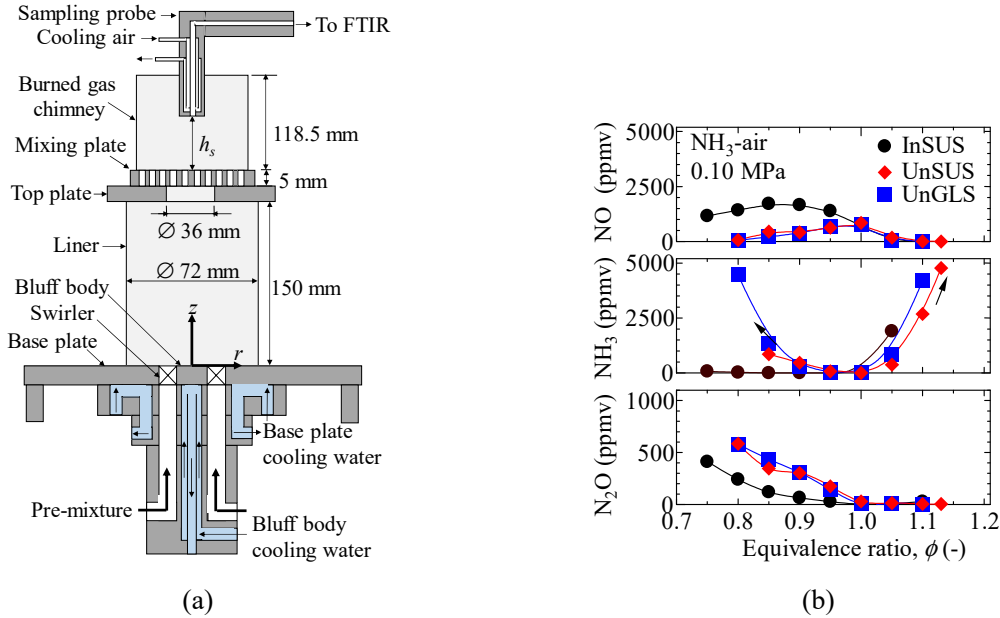 Sampling probe
To FTIR
Cooling air
Burned gas
chimney
h_s
118.5 mm
Mixing plate
5 mm
Top plate
∅ 36 mm
Liner
∅ 72 mm
150 mm
Bluff body
z
Swirler
r
Base plate
Base plate
cooling water
Pre-mixture
Bluff body
cooling water
(a)
NO (ppmv)
5000
2500
0
NH₃-air
0.10 MPa
InSUS
UnSUS
UnGLS
NH₃ (ppmv)
5000
2500
0
N₂O (ppmv)
1000
500
0
0.7 0.8 0.9 1.0 1.1 1.2
Equivalence ratio, ϕ (-)
(b)